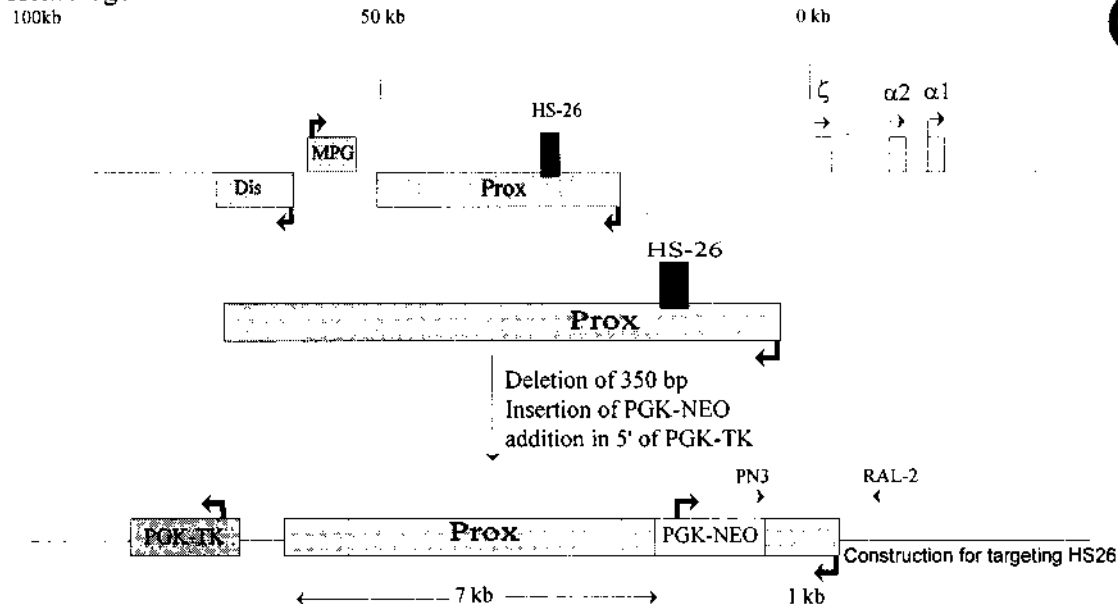 100kb 50 kb 0 kb
HS-26 ζ α2 α1
MPG
Dis Prox
HS-26
Prox
Deletion of 350 bp
Insertion of PGK-NEO
addition in 5' of PGK-TK
PN3 RAL-2
PGK-TK Prox PGK-NEO
Construction for targeting HS26
7 kb 1 kb